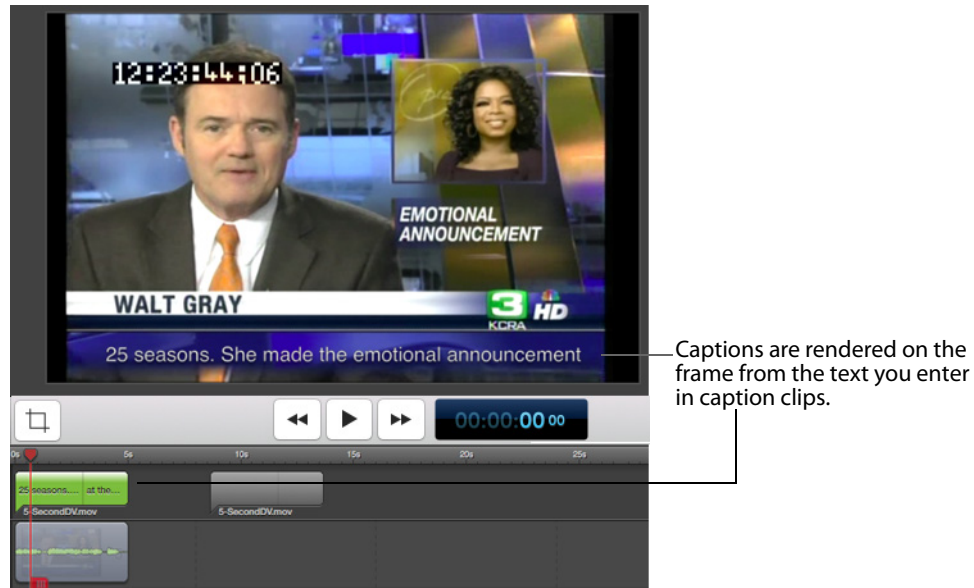 12:23:44:06
EMOTIONAL
ANNOUNCEMENT
WALT GRAY
3
HD
KCRA
25 seasons. She made the emotional announcement
Captions are rendered on the
frame from the text you enter
in caption clips.
00:00:00 00
0s 5s 10s 15s 20s 25s
25 seasons.... at the...
5-SecondDV.mov 5-SecondDV.mov